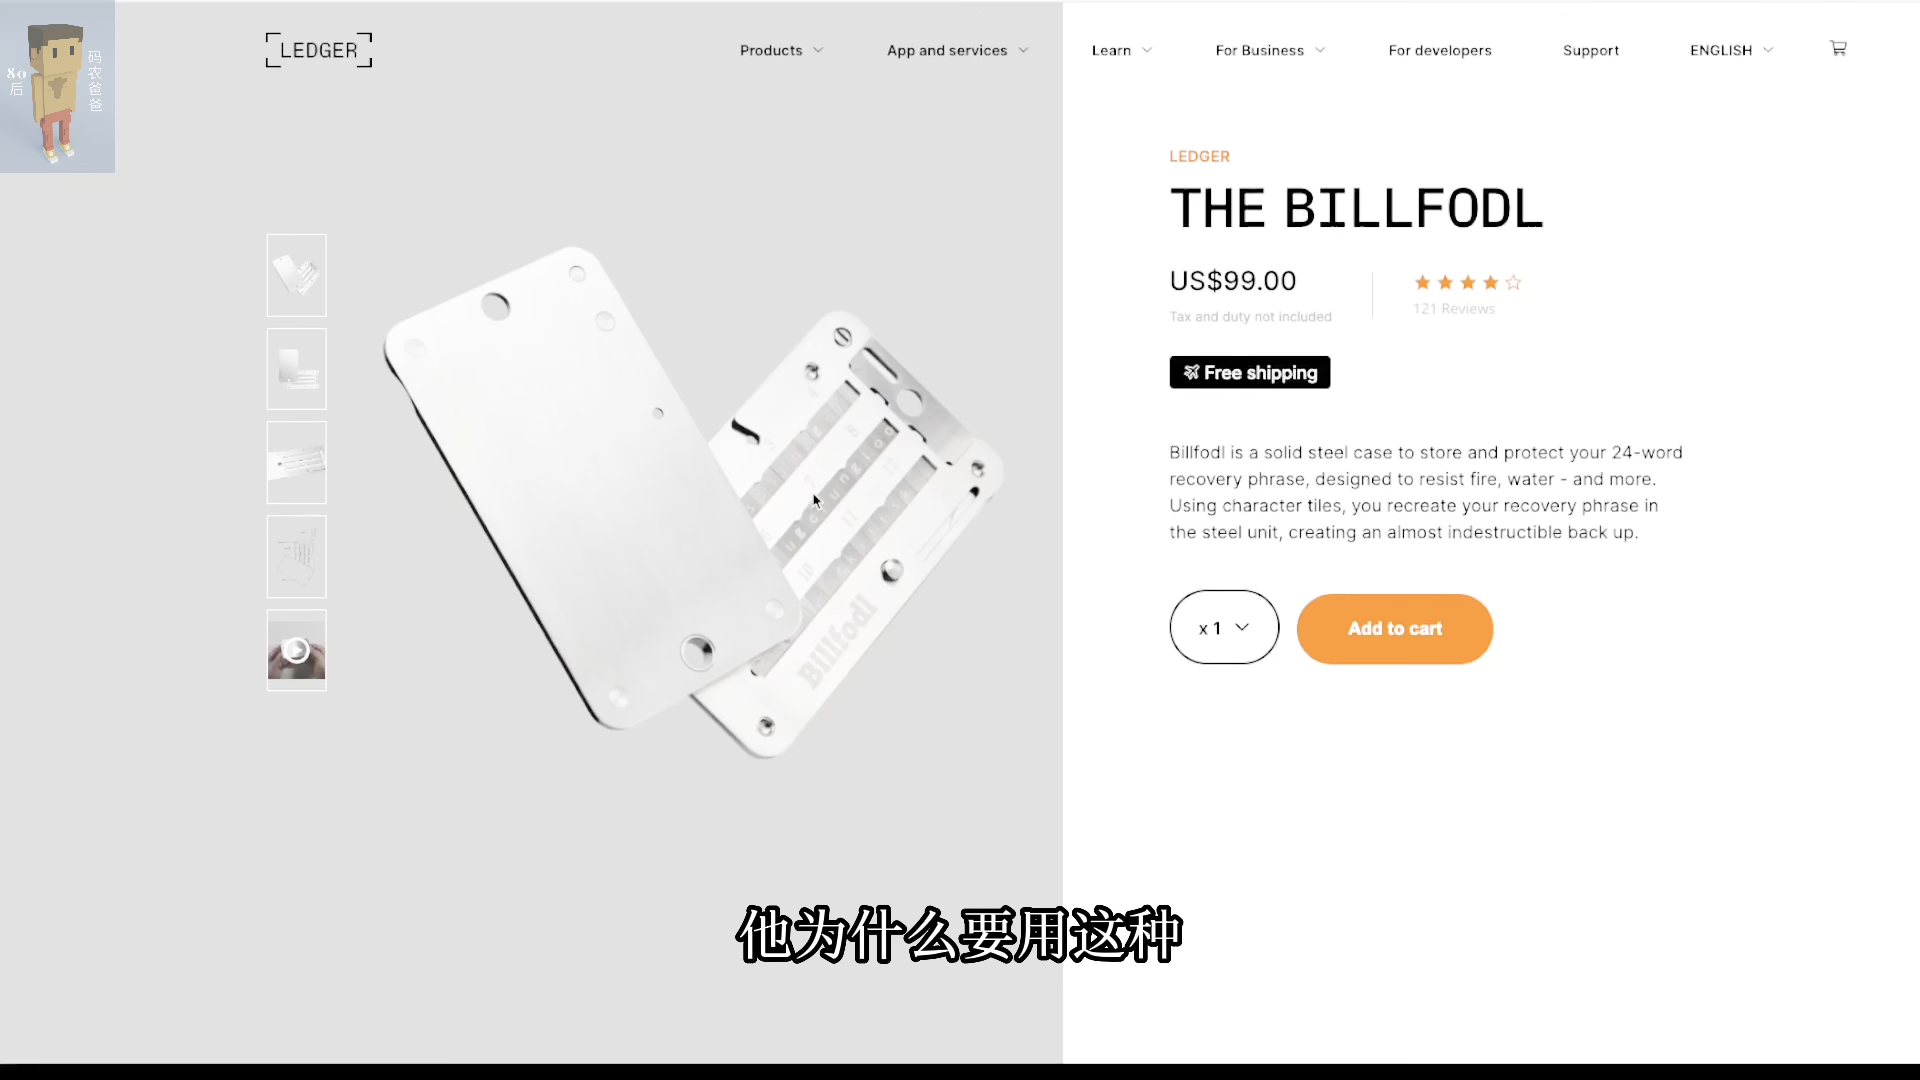 80后
码农爸爸
LEDGER
Products
App and services
Learn
For Business
For developers
Support
ENGLISH
LEDGER
THE BILLFODL
US$99.00
Tax and duty not included
121 Reviews
Free shipping
Billfodl is a solid steel case to store and protect your 24-word
recovery phrase, designed to resist fire, water - and more.
Using character tiles, you recreate your recovery phrase in
the steel unit, creating an almost indestructible back up.
x 1
Add to cart
Billfodl
他为什么要用这种